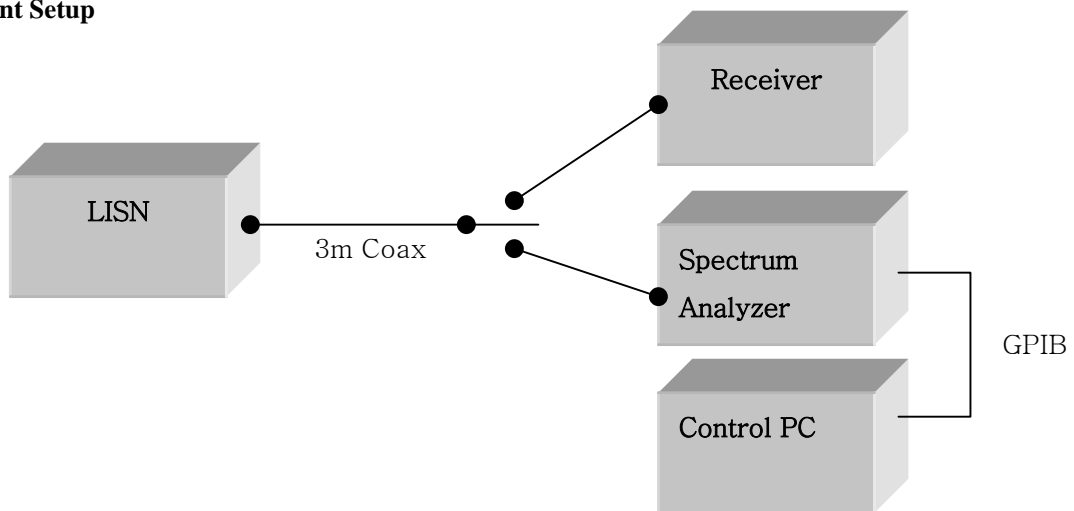 nt Setup
Receiver
LISN
3m Coax
Spectrum
Analyzer
GPIB
Control PC